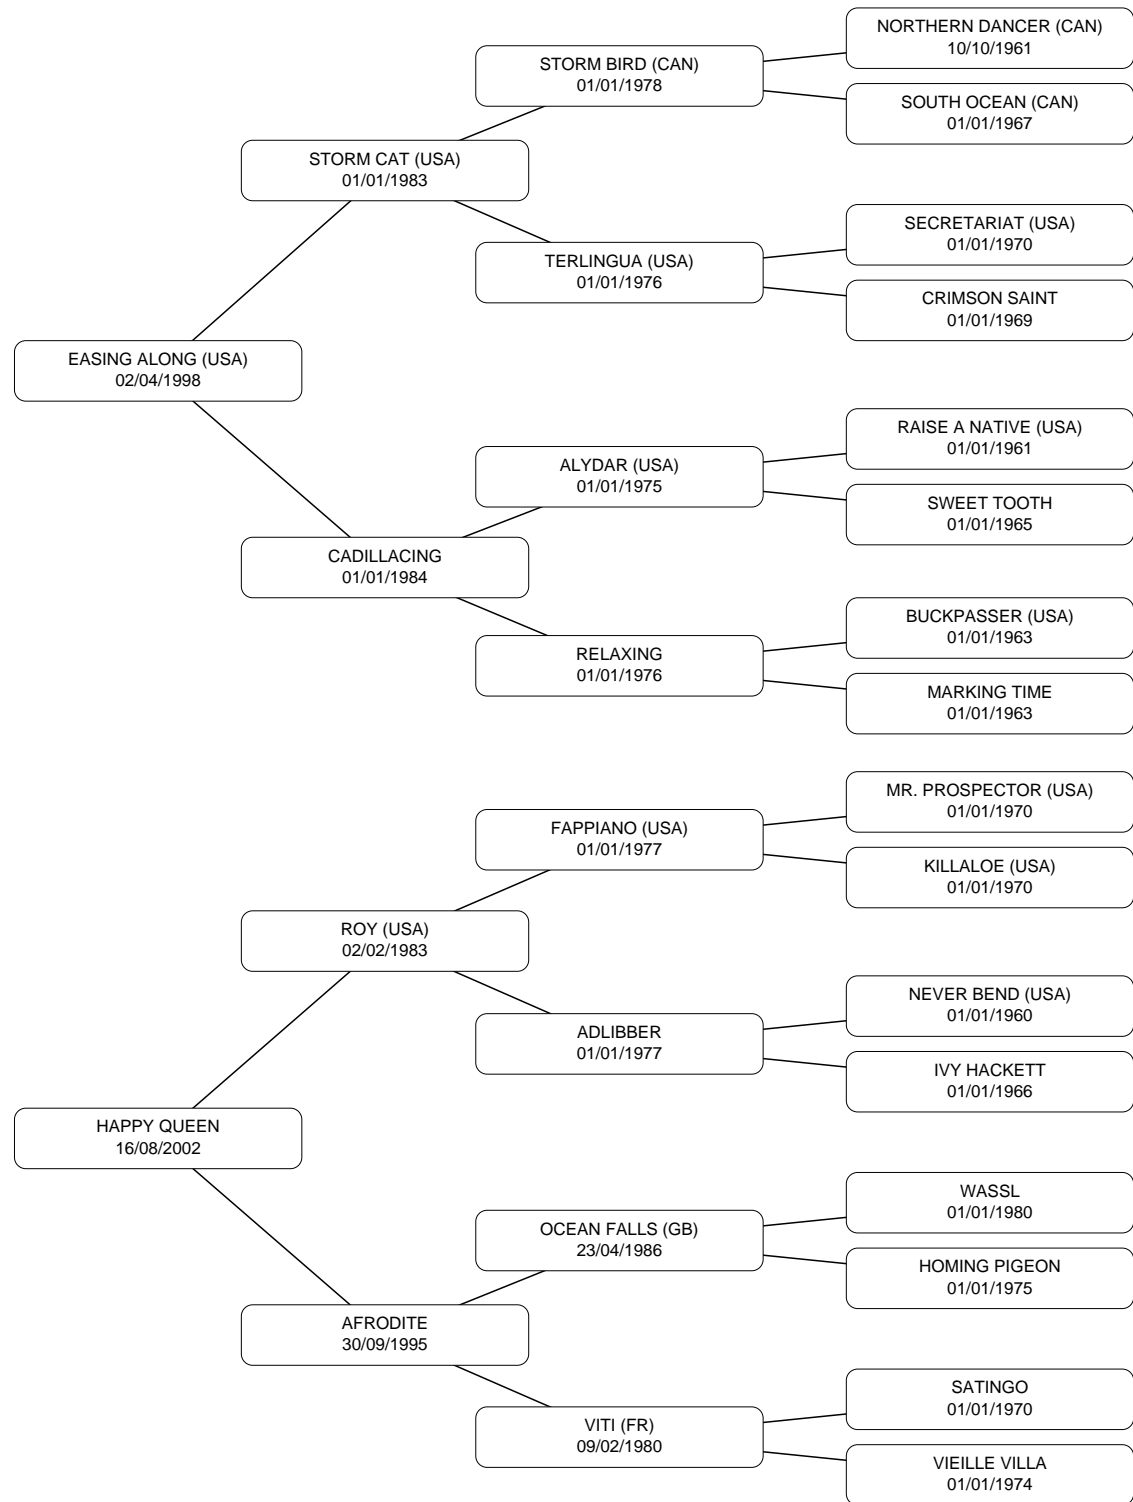 NORTHERN DANCER (CAN)
10/10/1961
STORM BIRD (CAN)
01/01/1978
SOUTH OCEAN (CAN)
01/01/1967
STORM CAT (USA)
01/01/1983
SECRETARIAT (USA)
01/01/1970
TERLINGUA (USA)
01/01/1976
CRIMSON SAINT
01/01/1969
EASING ALONG (USA)
02/04/1998
RAISE A NATIVE (USA)
01/01/1961
ALYDAR (USA)
01/01/1975
SWEET TOOTH
01/01/1965
CADILLACING
01/01/1984
BUCKPASSER (USA)
01/01/1963
RELAXING
01/01/1976
MARKING TIME
01/01/1963
MR. PROSPECTOR (USA)
01/01/1970
FAPPIANO (USA)
01/01/1977
KILLALOE (USA)
01/01/1970
ROY (USA)
02/02/1983
NEVER BEND (USA)
01/01/1960
ADLIBBER
01/01/1977
IVY HACKETT
01/01/1966
HAPPY QUEEN
16/08/2002
WASSL
01/01/1980
OCEAN FALLS (GB)
23/04/1986
HOMING PIGEON
01/01/1975
AFRODITE
30/09/1995
SATINGO
01/01/1970
VITI (FR)
09/02/1980
VIEILLE VILLA
01/01/1974